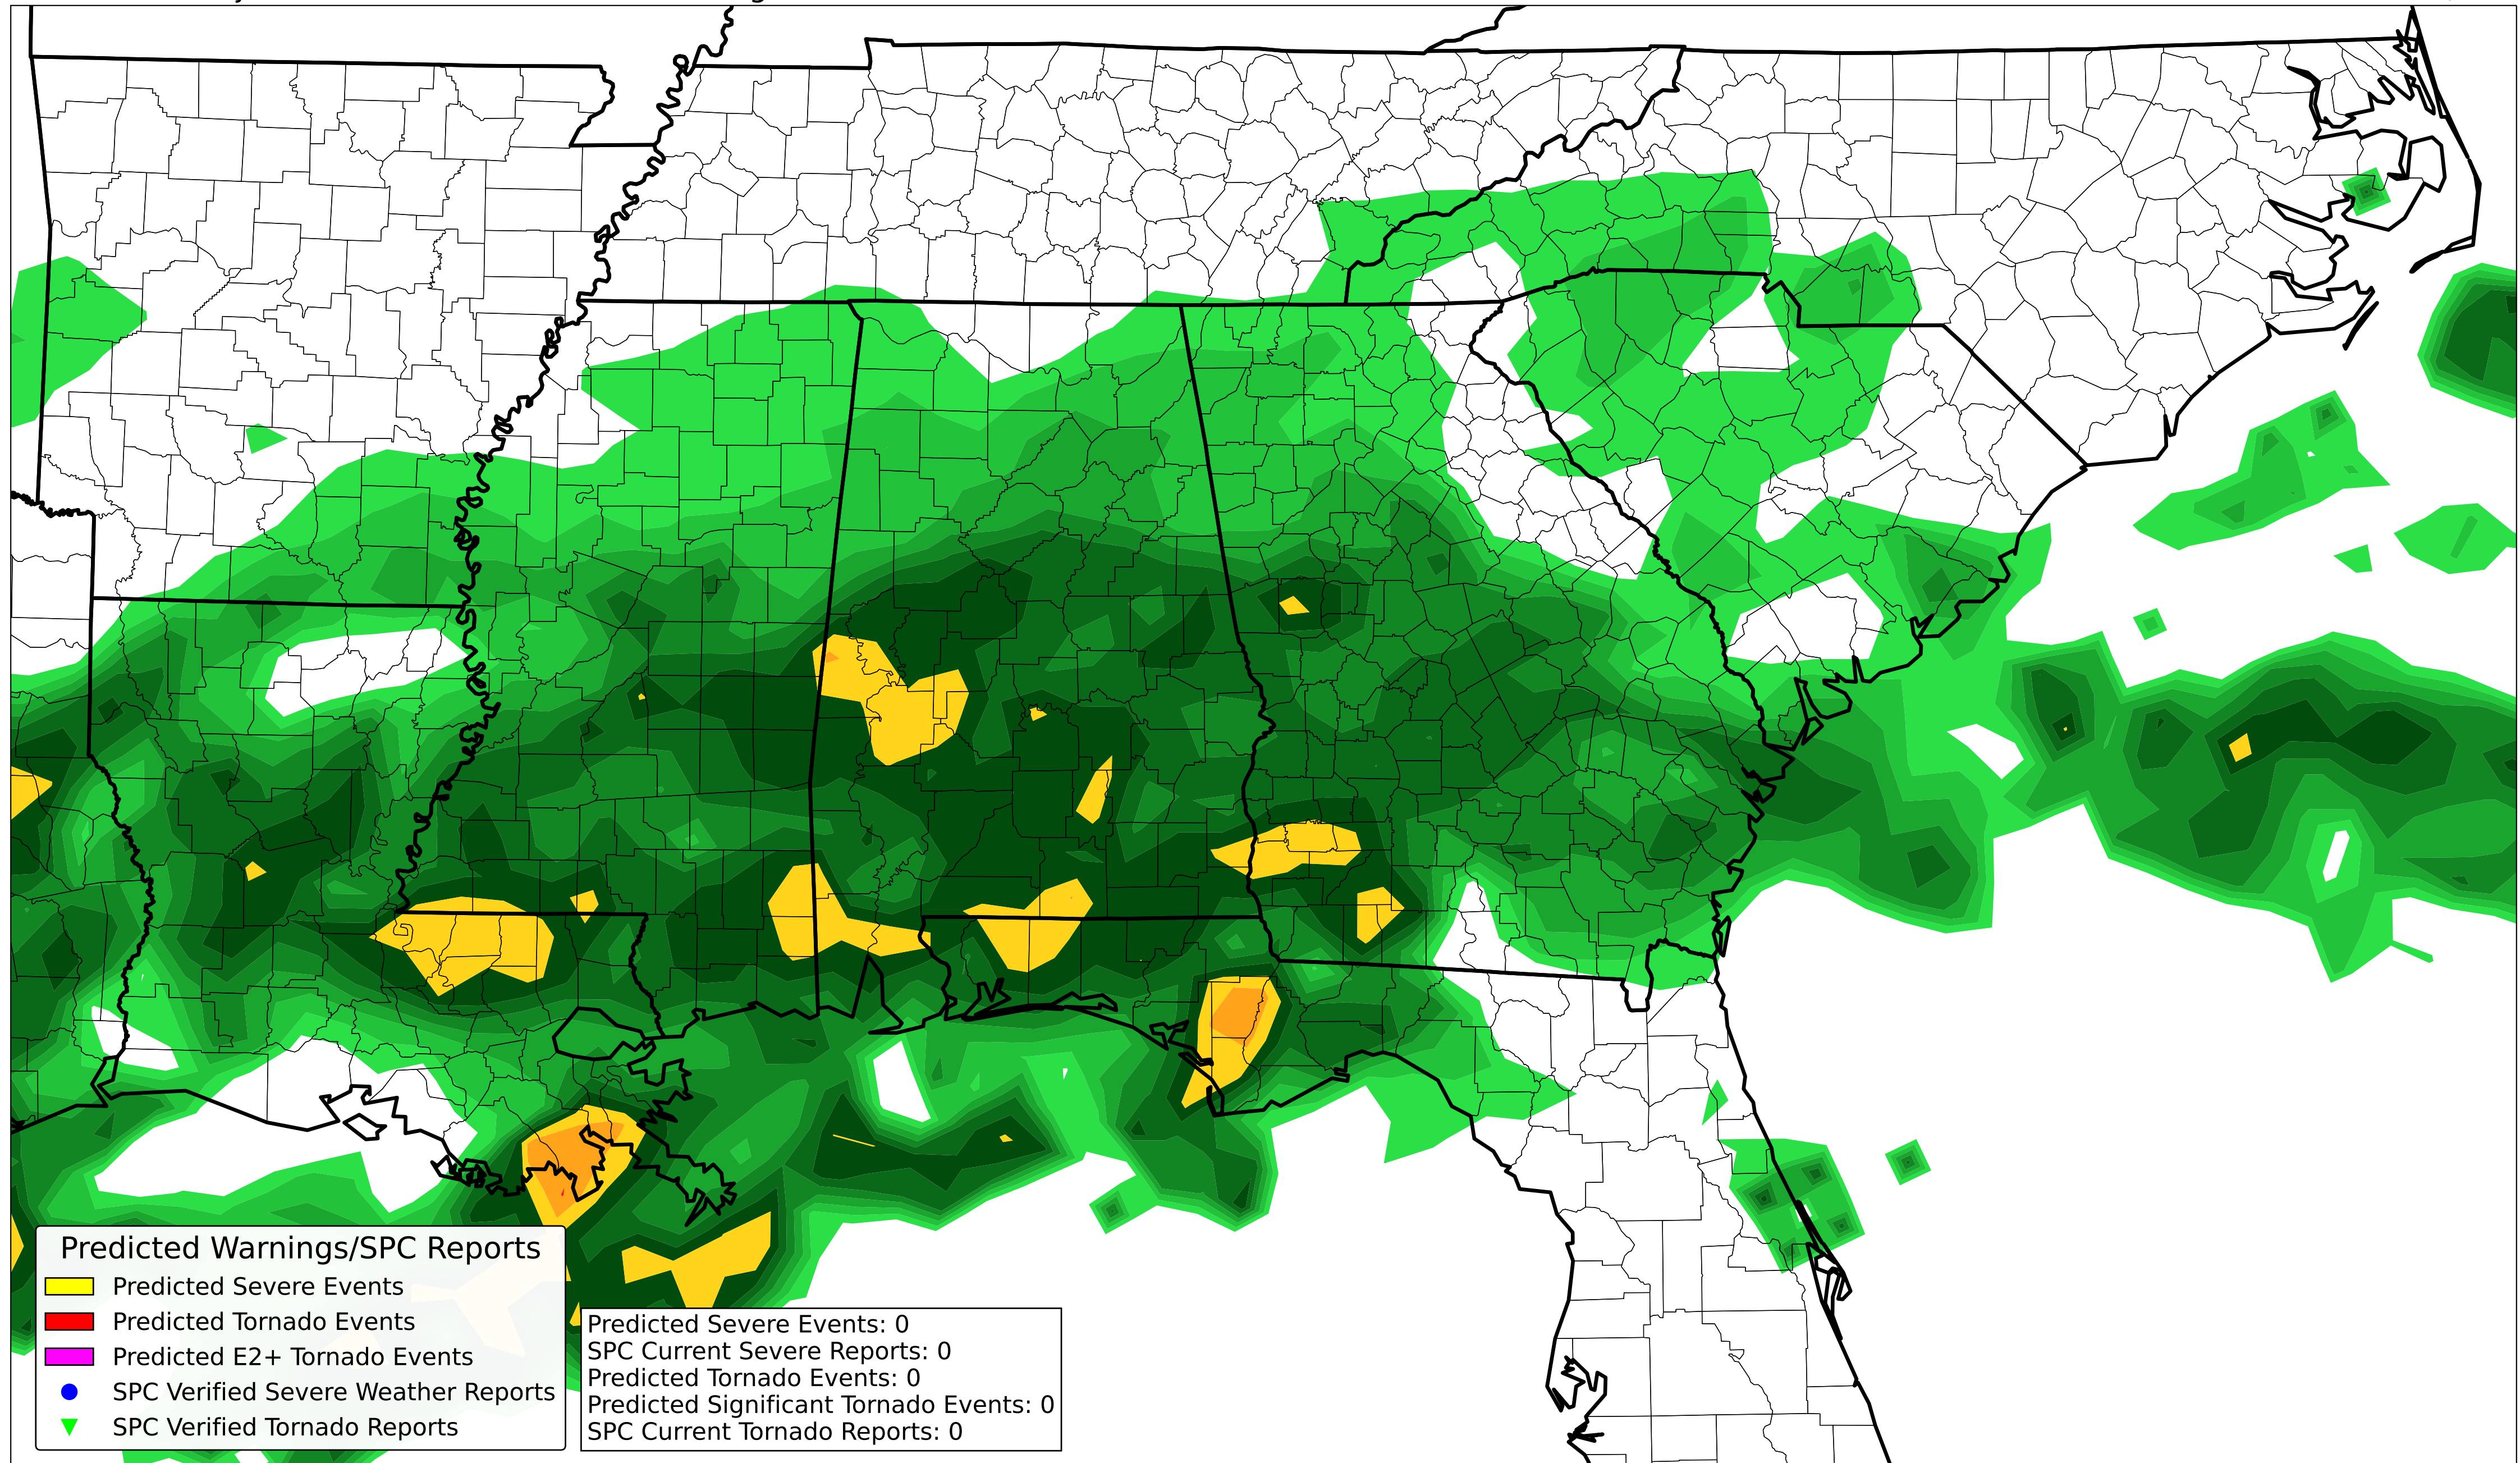 Predicted Warnings/SPC Reports
Predicted Severe Events
Predicted Tornado Events
Predicted E2+ Tornado Events
SPC Verified Severe Weather Reports
SPC Verified Tornado Reports
Predicted Severe Events: 0
SPC Current Severe Reports: 0
Predicted Tornado Events: 0
Predicted Significant Tornado Events: 0
SPC Current Tornado Reports: 0